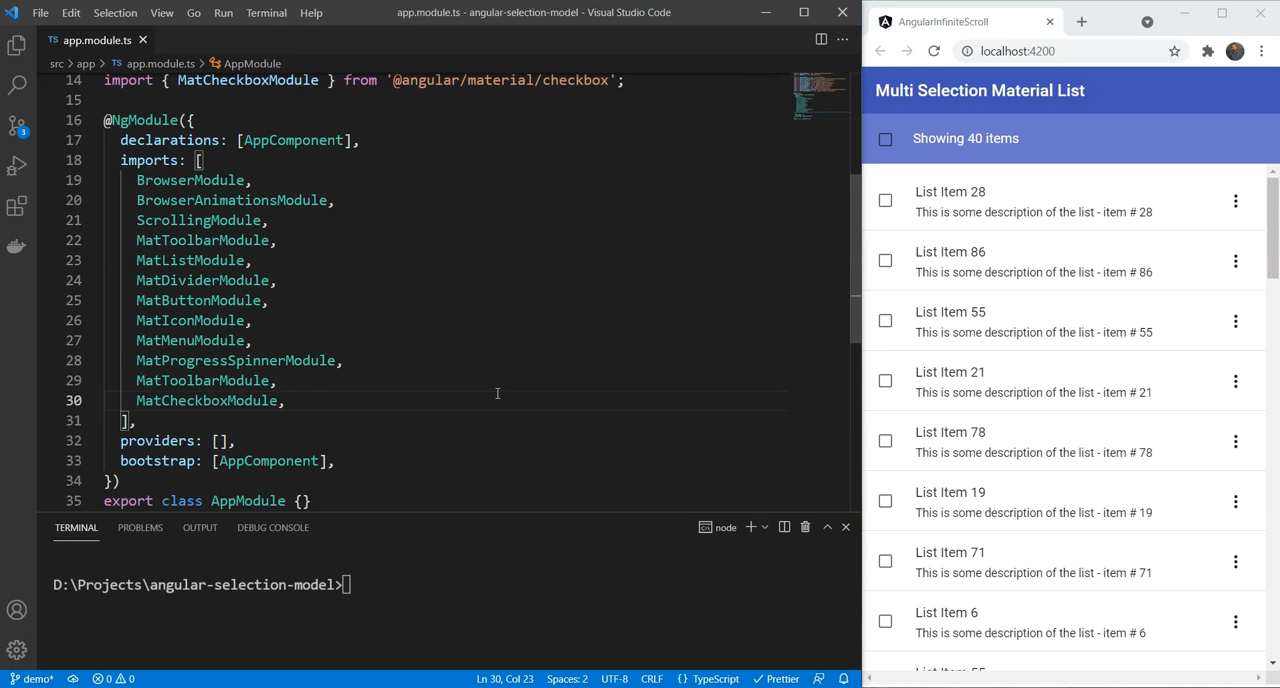 File Edit Selection View Go Run Terminal Help
app.module.ts - angular-selection-model - Visual Studio Code
TS app.module.ts
src > app > TS app.module.ts > AppModule
14 import { MatCheckboxModule } from '@angular/material/checkbox';
15
16 @NgModule({
17 declarations: [AppComponent],
18 imports: [
19 BrowserModule,
20 BrowserAnimationsModule,
21 ScrollingModule,
22 MatToolbarModule,
23 MatListModule,
24 MatDividerModule,
25 MatButtonModule,
26 MatIconModule,
27 MatMenuModule,
28 MatProgressSpinnerModule,
29 MatToolbarModule,
30 MatCheckboxModule,
31 ],
32 providers: [],
33 bootstrap: [AppComponent],
34 })
35 export class AppModule {}
3
TERMINAL PROBLEMS OUTPUT DEBUG CONSOLE
node
D:\Projects\angular-selection-model>
demo* 0 0
Ln 30, Col 23 Spaces: 2 UTF-8 CRLF {} TypeScript Prettier
AngularInfiniteScroll
localhost:4200
Multi Selection Material List
Showing 40 items
List Item 28
This is some description of the list - item # 28
List Item 86
This is some description of the list - item # 86
List Item 55
This is some description of the list - item # 55
List Item 21
This is some description of the list - item # 21
List Item 78
This is some description of the list - item # 78
List Item 19
This is some description of the list - item # 19
List Item 71
This is some description of the list - item # 71
List Item 6
This is some description of the list - item # 6